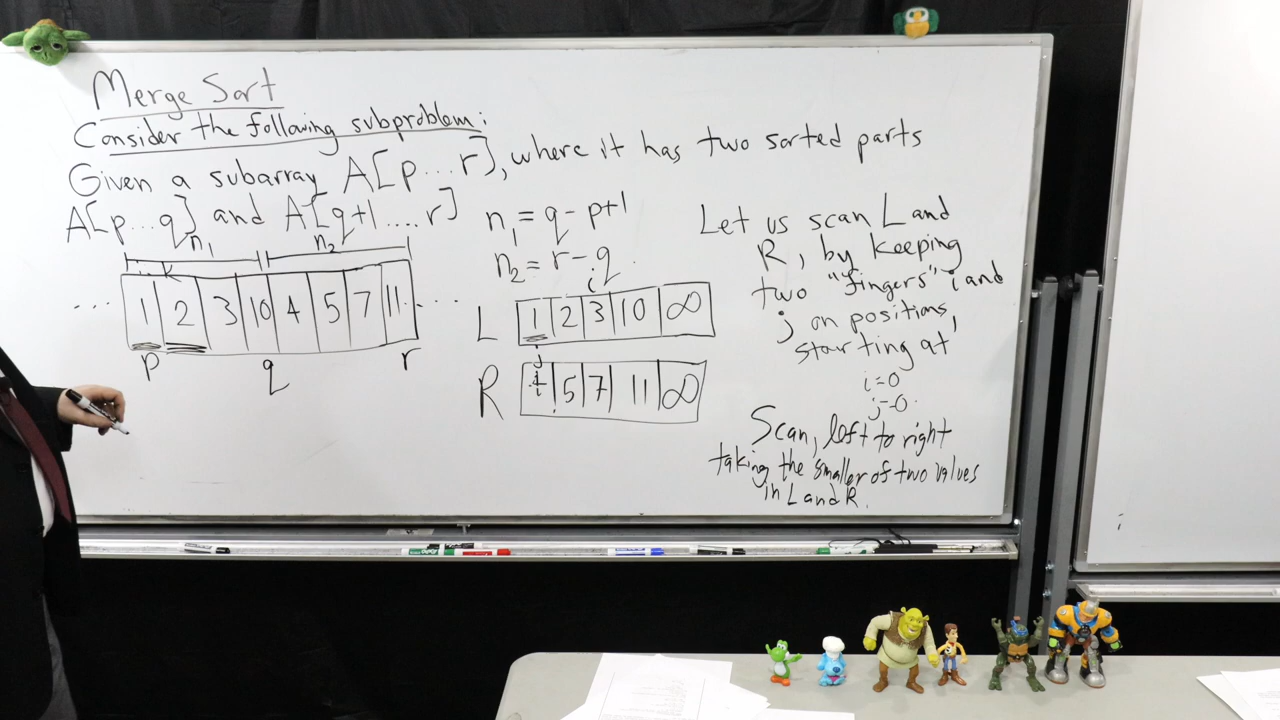 Merge Sort
Consider the following subproblem:
Given a subarray A[p...r], where it has two sorted parts
A[p...q] and A[q+1....r]
n₁ = q-p+1
n₂ = r-q.
n₁ n₂
k
... 1 2 3 10 4 5 7 11 ....
p q r
i
L 1 2 3 10 ∞
j
R 4 5 7 11 ∞
Let us scan L and
R, by keeping
two "fingers" i and
j on positions,
starting at
i=0
j=0.
Scan, left to right
taking the smaller of two values
in L and R.